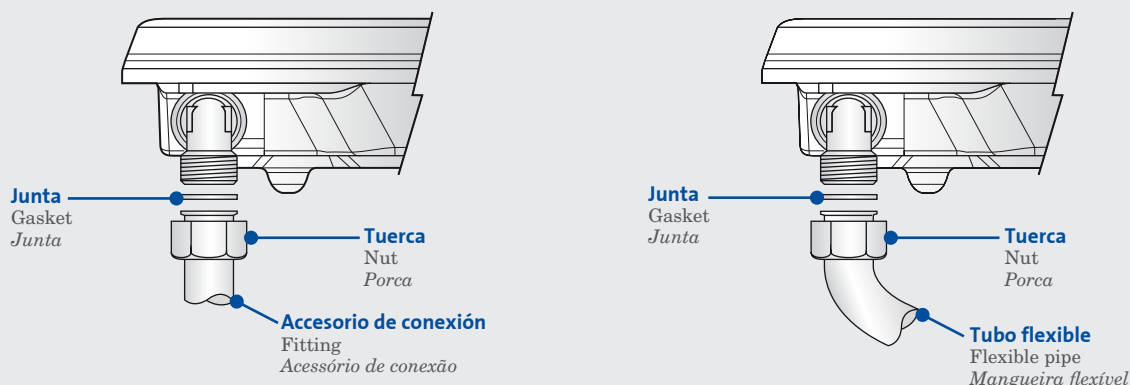 Junta
Gasket
Junta
Tuerca
Nut
Porca
Accesorio de conexión
Fitting
Acessório de conexão
Junta
Gasket
Junta
Tuerca
Nut
Porca
Tubo flexible
Flexible pipe
Mangueira flexível